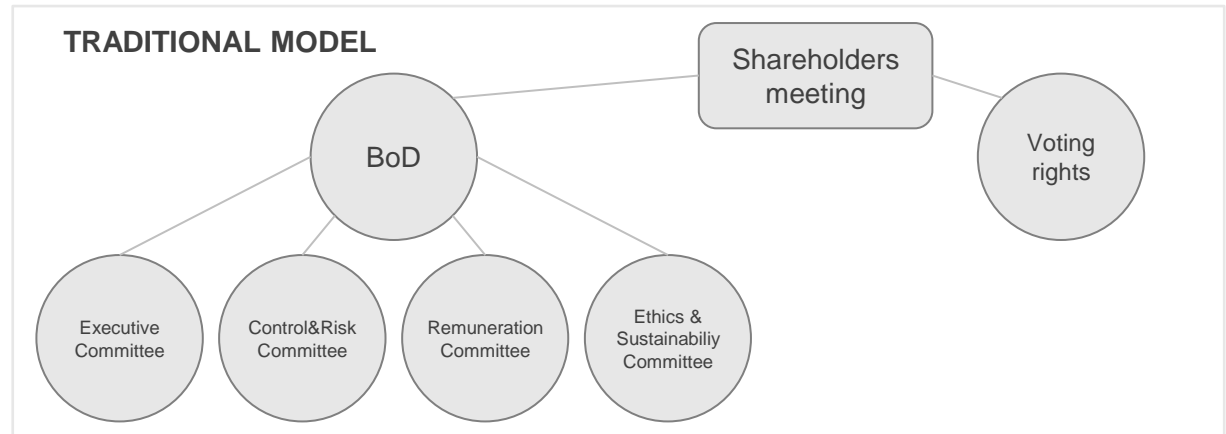 TRADITIONAL MODEL
Shareholders
meeting
BoD
Voting
rights
Executive
Committee
Control&Risk
Committee
Remuneration
Committee
Ethics &
Sustainabiliy
Committee